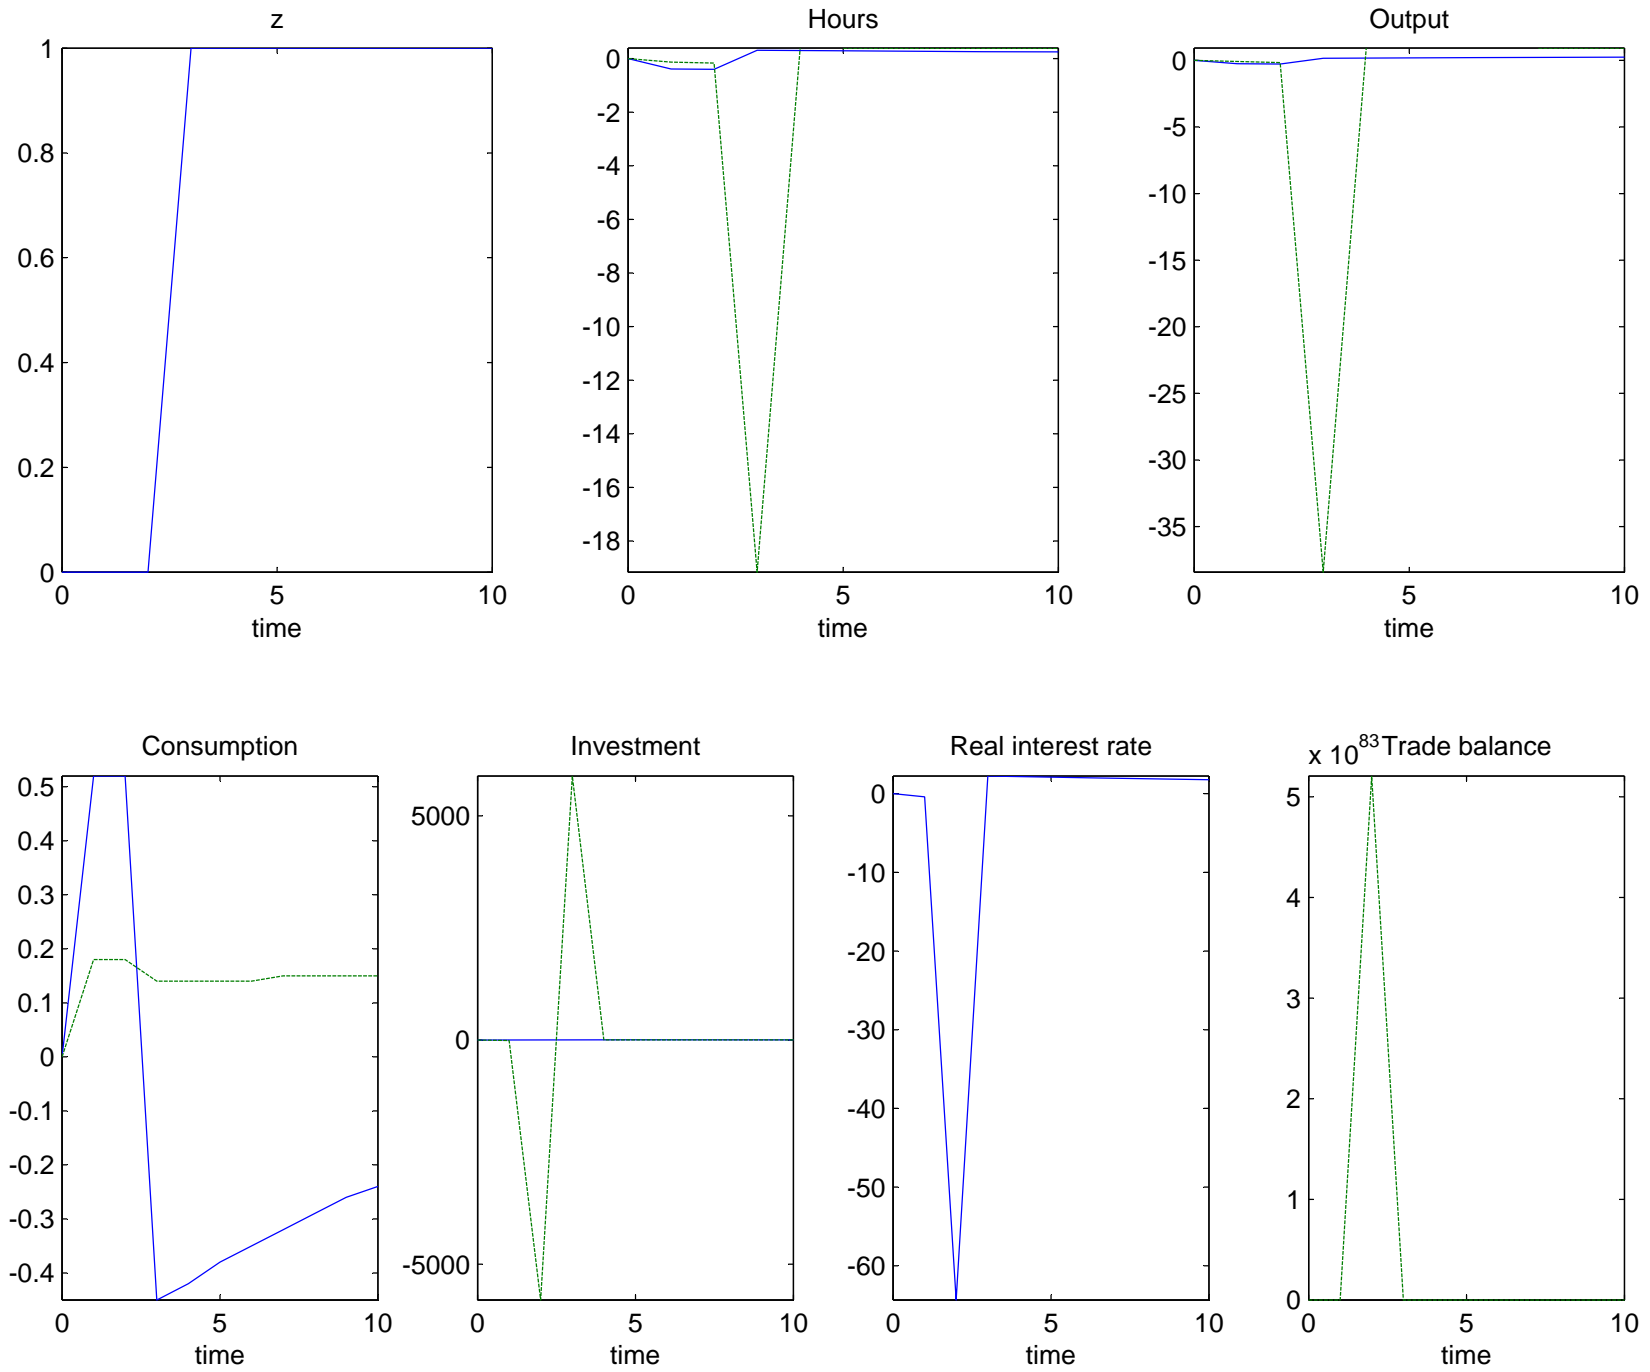 z
1
0.8
0.6
0.4
0.2
0
0 5 10
time
Hours
0
-2
-4
-6
-8
-10
-12
-14
-16
-18
0 5 10
time
Output
0
-5
-10
-15
-20
-25
-30
-35
0 5 10
time
Consumption
0.5
0.4
0.3
0.2
0.1
0
-0.1
-0.2
-0.3
-0.4
0 5 10
time
Investment
5000
0
-5000
0 5 10
time
Real interest rate
0
-10
-20
-30
-40
-50
-60
0 5 10
time
x 10^83 Trade balance
5
4
3
2
1
0
0 5 10
time